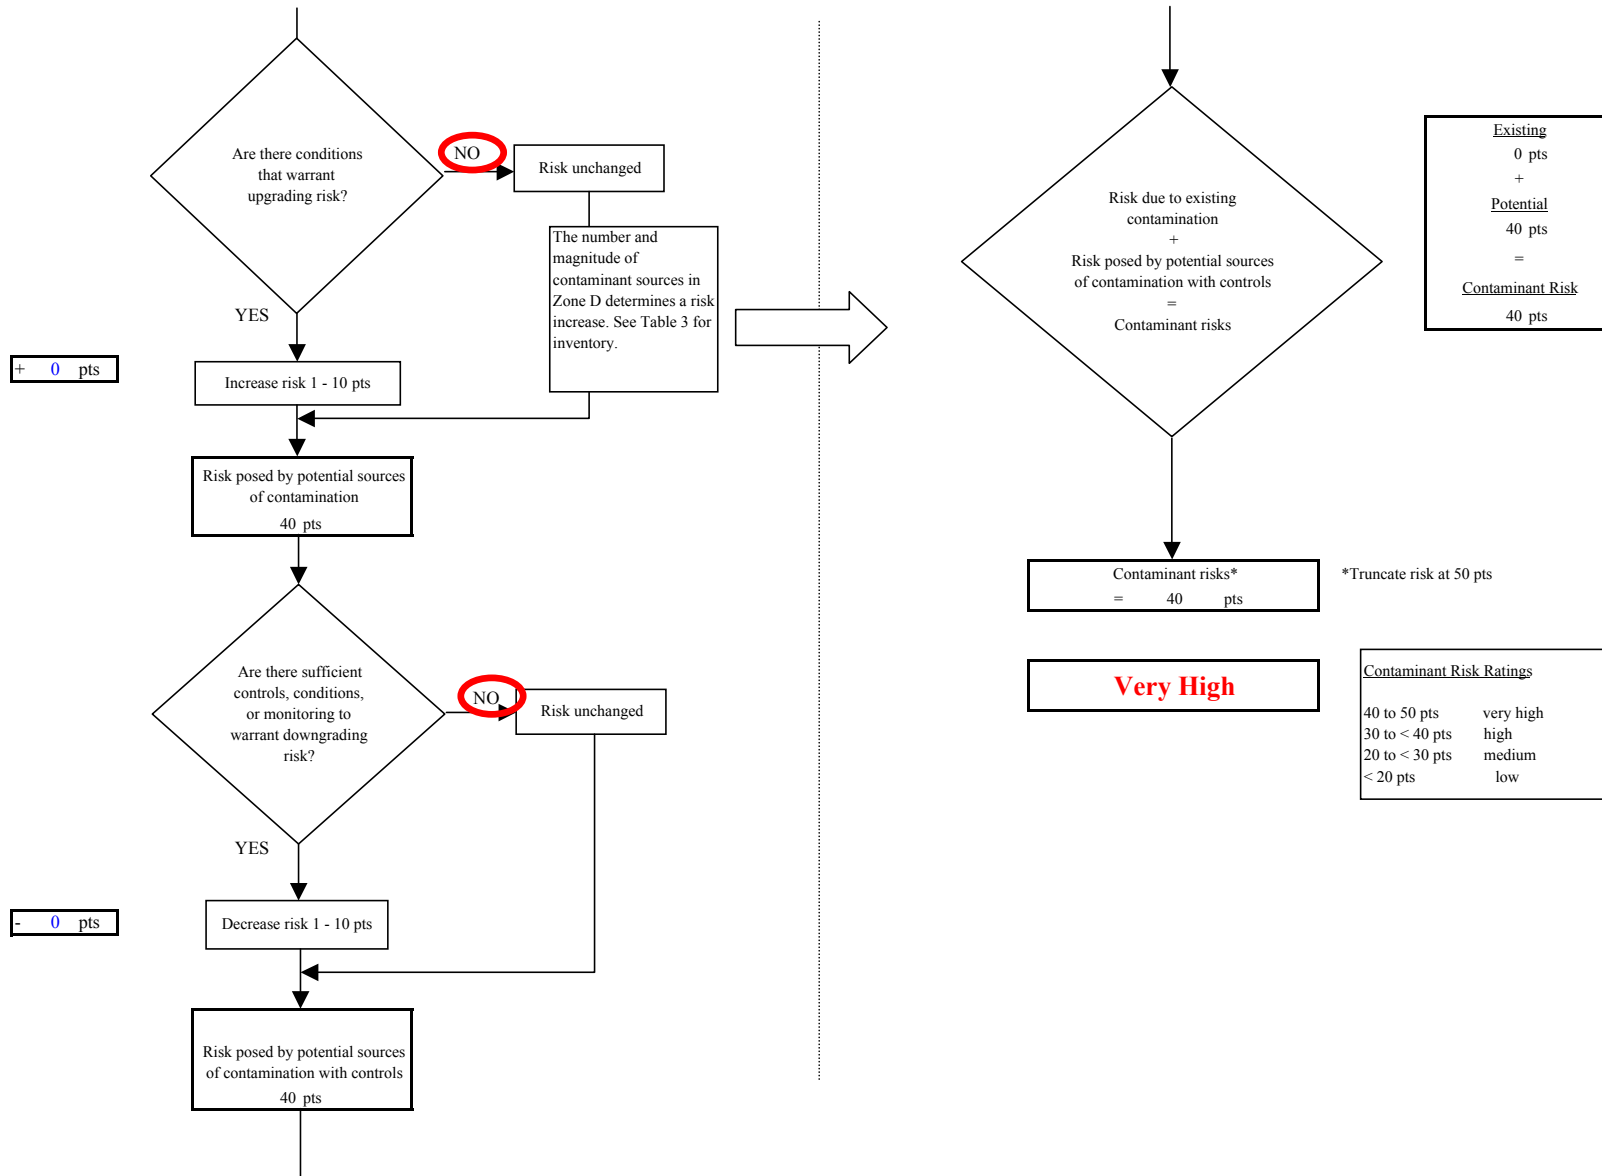 Are there conditions
that warrant
upgrading risk?
NO
Risk unchanged
The number and
magnitude of
contaminant sources in
Zone D determines a risk
increase. See Table 3 for
inventory.
YES
+ 0 pts
Increase risk 1 - 10 pts
Risk posed by potential sources
of contamination
40 pts
Are there sufficient
controls, conditions,
or monitoring to
warrant downgrading
risk?
NO
Risk unchanged
YES
- 0 pts
Decrease risk 1 - 10 pts
Risk posed by potential sources
of contamination with controls
40 pts
Risk due to existing
contamination
+
Risk posed by potential sources
of contamination with controls
=
Contaminant risks
Existing
0 pts
+
Potential
40 pts
=
Contaminant Risk
40 pts
Contaminant risks*
= 40 pts
*Truncate risk at 50 pts
Very High
Contaminant Risk Ratings
40 to 50 pts very high
30 to < 40 pts high
20 to < 30 pts medium
< 20 pts low